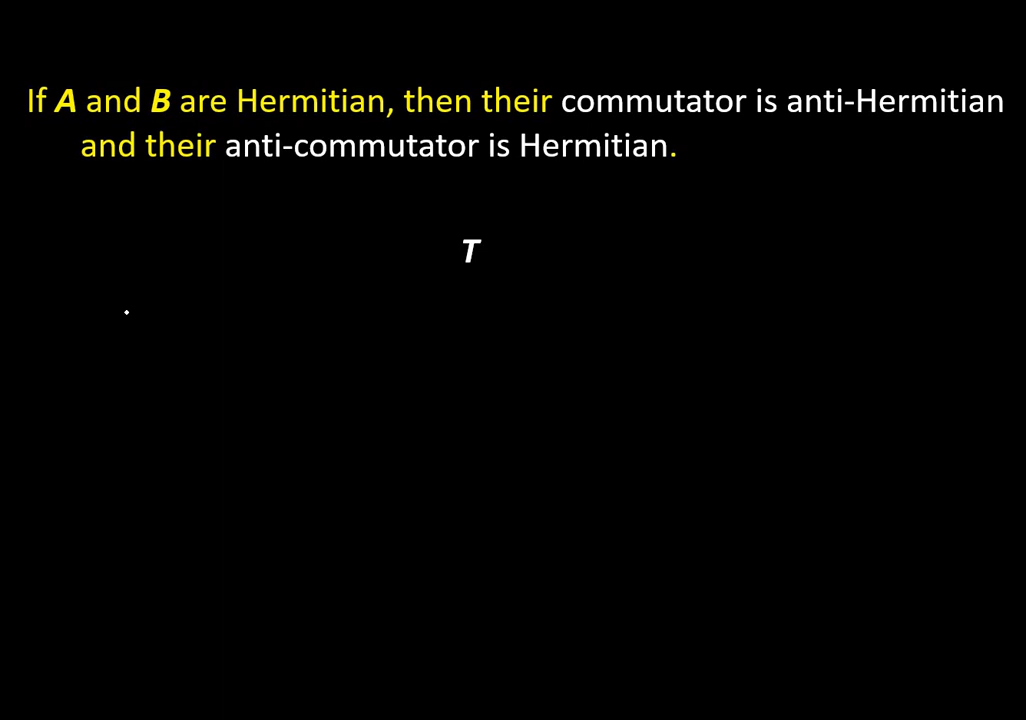 If A and B are Hermitian, then their commutator is anti-Hermitian
and their anti-commutator is Hermitian.
T